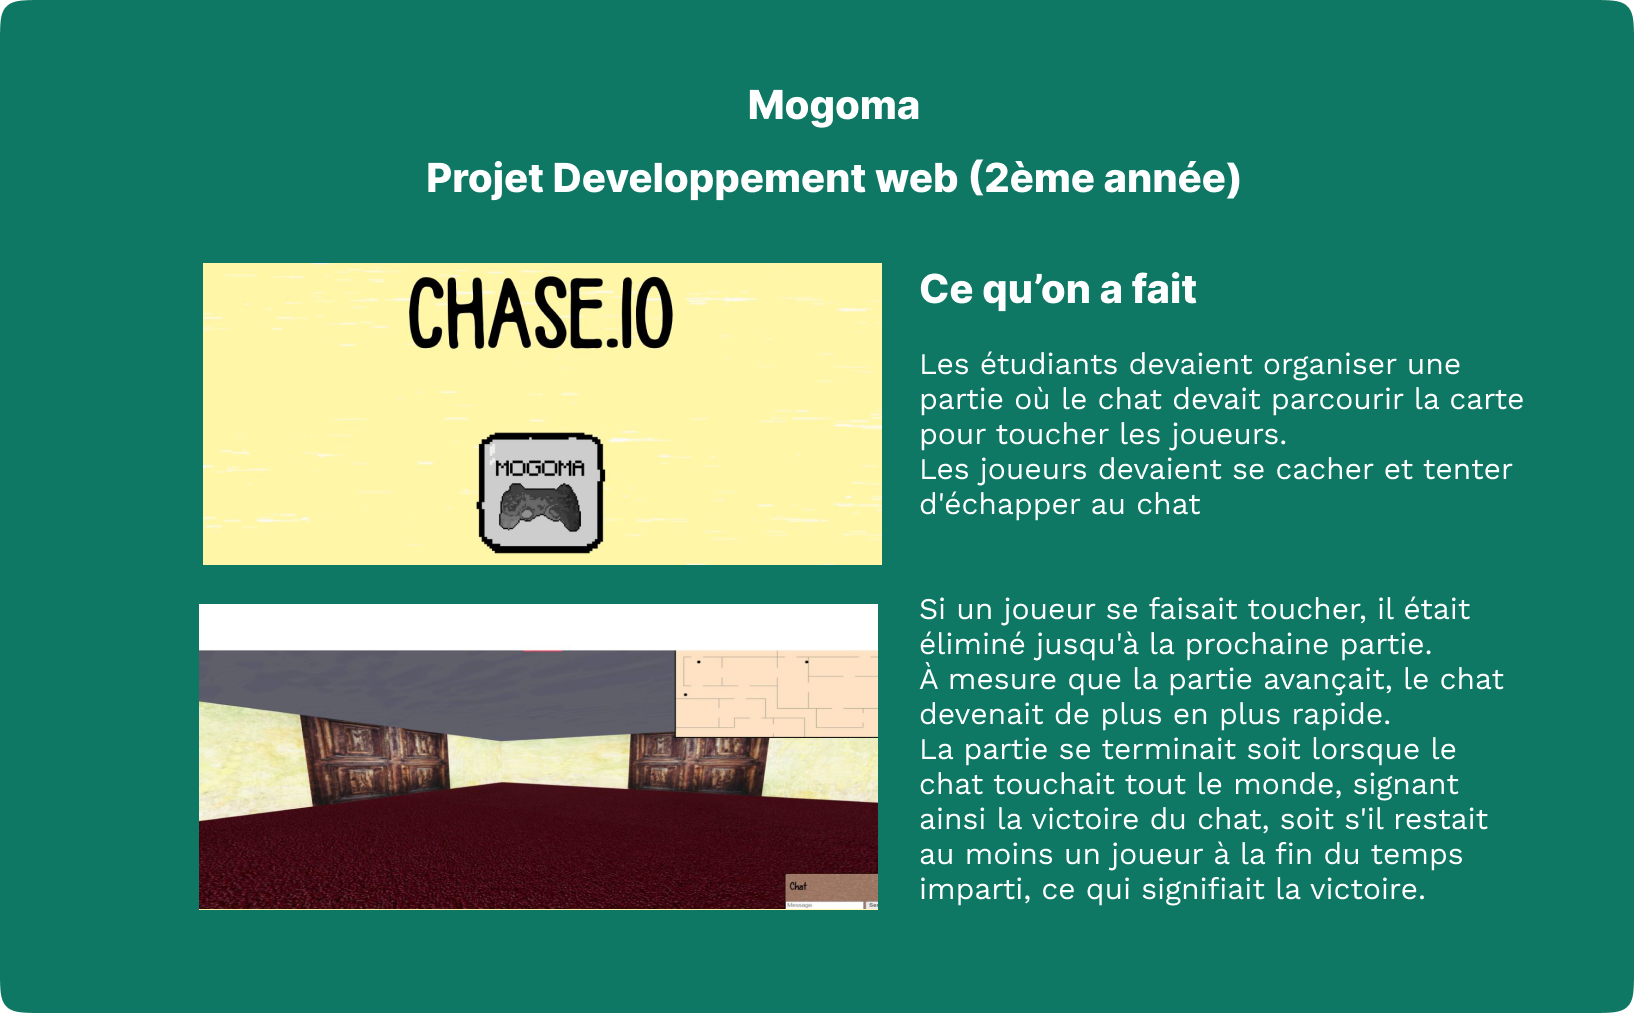 Mogoma
Projet Developpement web (2ème année)
CHASE.IO
MOGOMA
Ce qu’on a fait
Les étudiants devaient organiser une
partie où le chat devait parcourir la carte
pour toucher les joueurs.
Les joueurs devaient se cacher et tenter
d'échapper au chat
Si un joueur se faisait toucher, il était
éliminé jusqu'à la prochaine partie.
À mesure que la partie avançait, le chat
devenait de plus en plus rapide.
La partie se terminait soit lorsque le
chat touchait tout le monde, signant
ainsi la victoire du chat, soit s'il restait
au moins un joueur à la fin du temps
imparti, ce qui signifiait la victoire.
Chat
Message